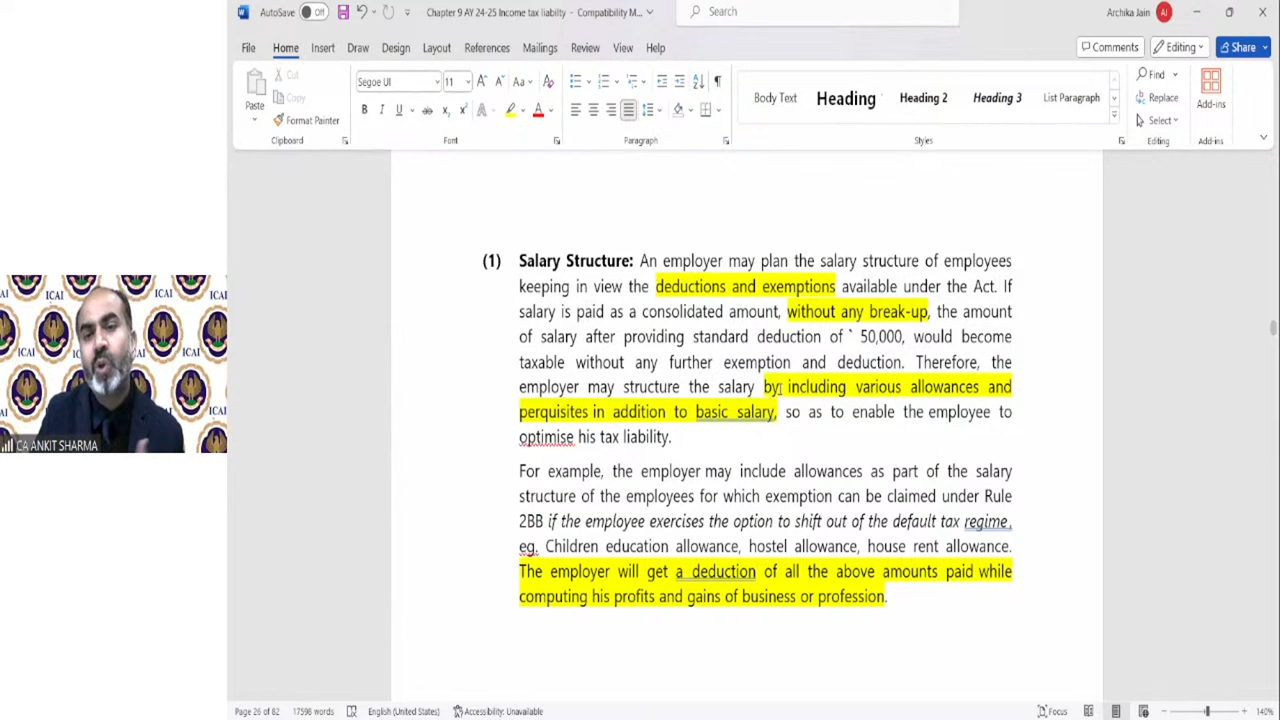 AutoSave Off Chapter 9 AY 24-25 Income tax liabilty - Compatibility M... Search Archika Jain AJ
File Home Insert Draw Design Layout References Mailings Review View Help Comments Editing Share
Paste Cut Copy Format Painter
Segoe UI 11 Aa
B I U ab x₂ x² A A
Body Text Heading Heading 2 Heading 3 List Paragraph
Find Replace Select Add-ins
Clipboard Font Paragraph Styles Editing Add-ins
(1) Salary Structure: An employer may plan the salary structure of employees
keeping in view the deductions and exemptions available under the Act. If
salary is paid as a consolidated amount, without any break-up, the amount
of salary after providing standard deduction of ` 50,000, would become
taxable without any further exemption and deduction. Therefore, the
employer may structure the salary by including various allowances and
perquisites in addition to basic salary, so as to enable the employee to
optimise his tax liability.
For example, the employer may include allowances as part of the salary
structure of the employees for which exemption can be claimed under Rule
2BB if the employee exercises the option to shift out of the default tax regime,
eg. Children education allowance, hostel allowance, house rent allowance.
The employer will get a deduction of all the above amounts paid while
computing his profits and gains of business or profession.
ICAI
CA ANKIT SHARMA
Page 26 of 82 17598 words English (United States) Accessibility: Unavailable Focus 140%